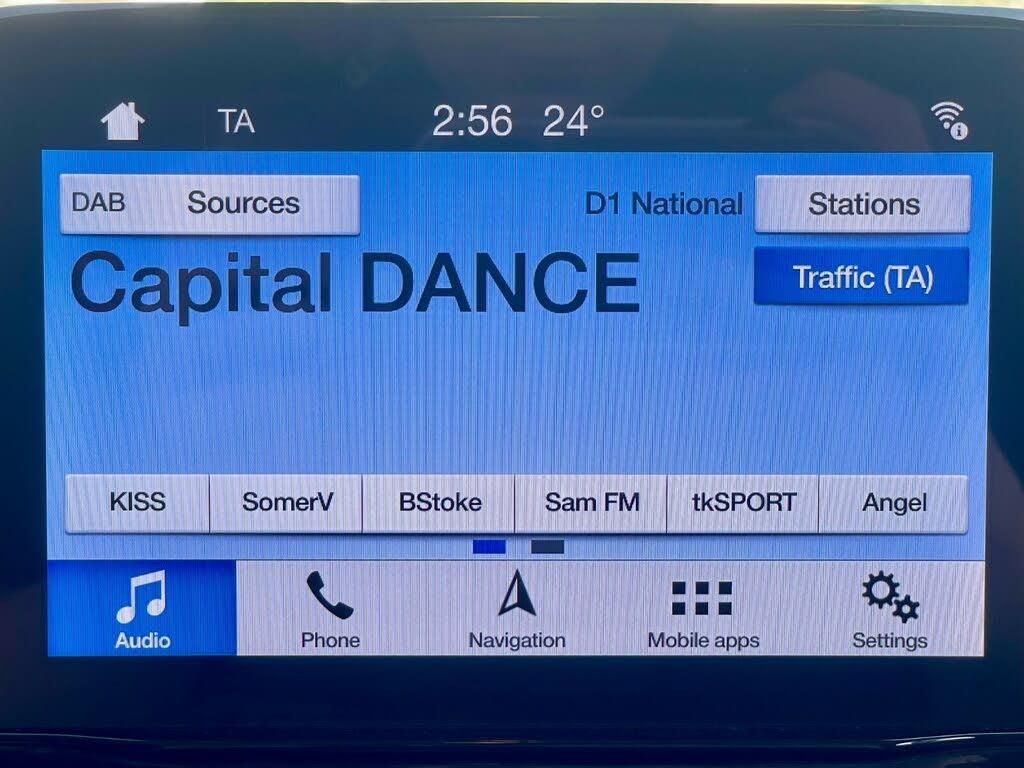 TA 2:56 24°
DAB Sources D1 National Stations
Capital DANCE Traffic (TA)
KISS SomerV BStoke Sam FM tkSPORT Angel
Audio Phone Navigation Mobile apps Settings